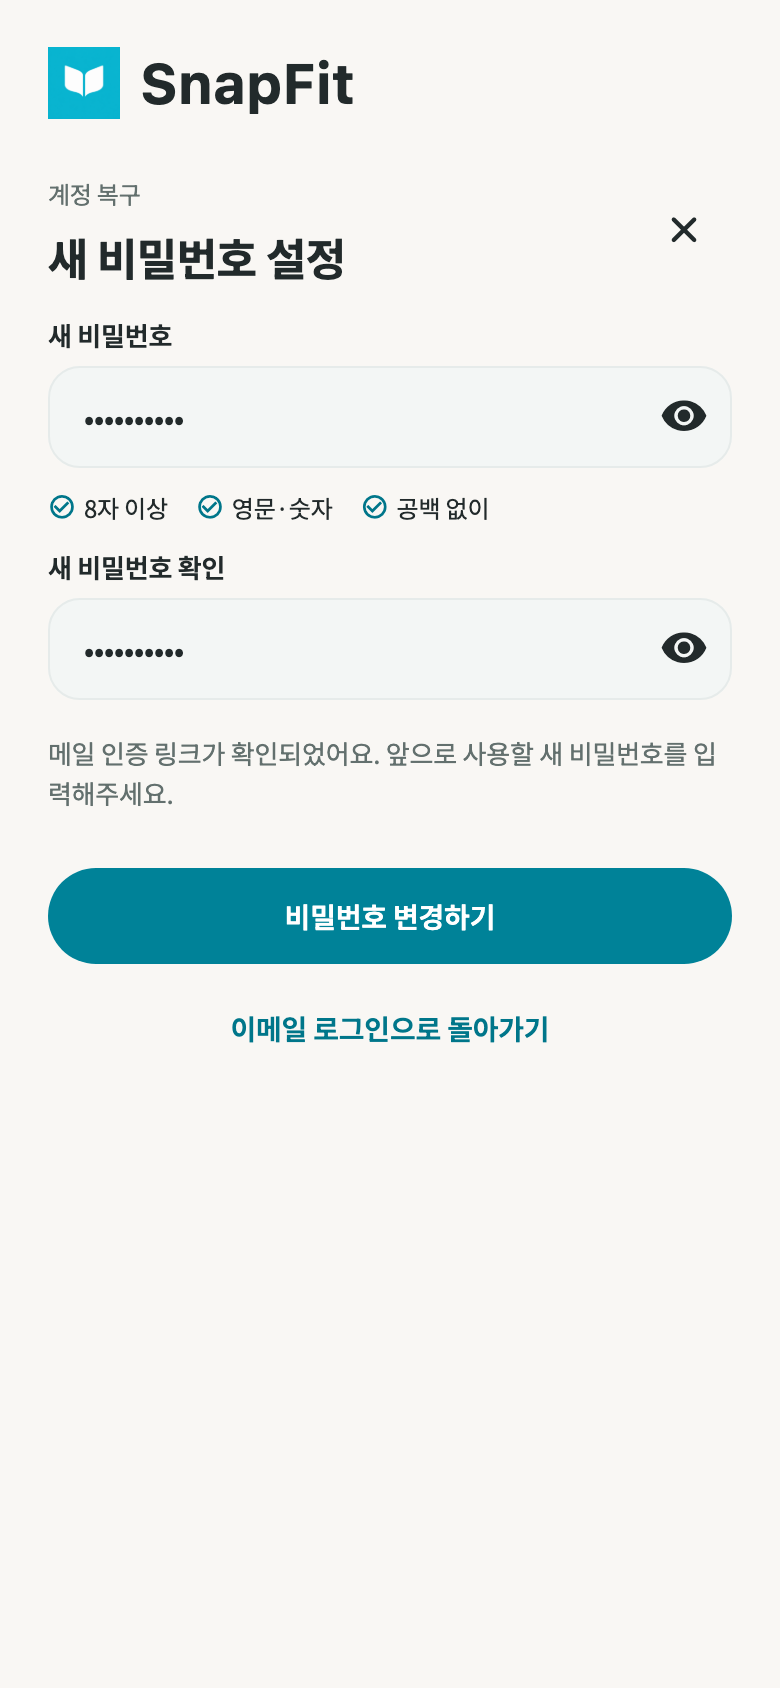 SnapFit
계정 복구
새 비밀번호 설정
새 비밀번호
••••••••••
8자 이상 영문·숫자 공백 없이
새 비밀번호 확인
••••••••••
메일 인증 링크가 확인되었어요. 앞으로 사용할 새 비밀번호를 입
력해주세요.
비밀번호 변경하기
이메일 로그인으로 돌아가기